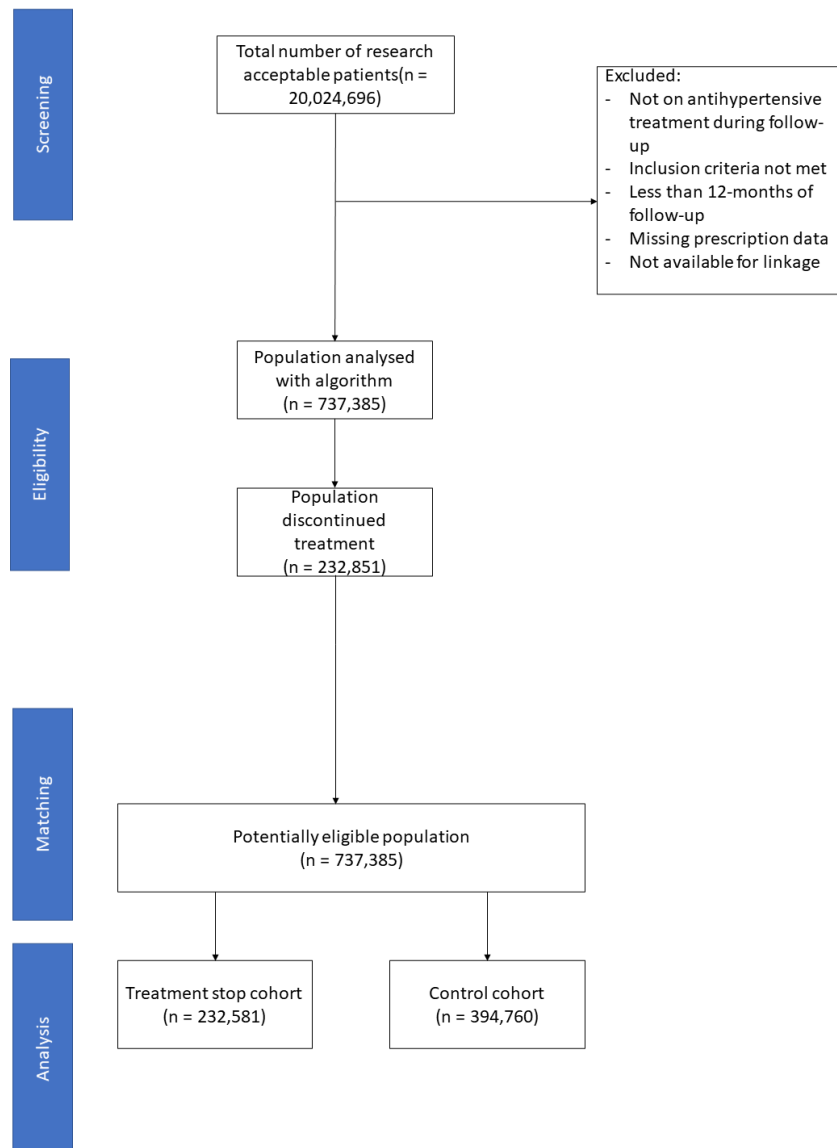 Screening
Total number of research
acceptable patients(n =
20,024,696)
Excluded:
- Not on antihypertensive
treatment during follow-
up
- Inclusion criteria not met
- Less than 12-months of
follow-up
- Missing prescription data
- Not available for linkage
Eligibility
Population analysed
with algorithm
(n = 737,385)
Population
discontinued
treatment
(n = 232,851)
Matching
Potentially eligible population
(n = 737,385)
Analysis
Treatment stop cohort
(n = 232,581)
Control cohort
(n = 394,760)